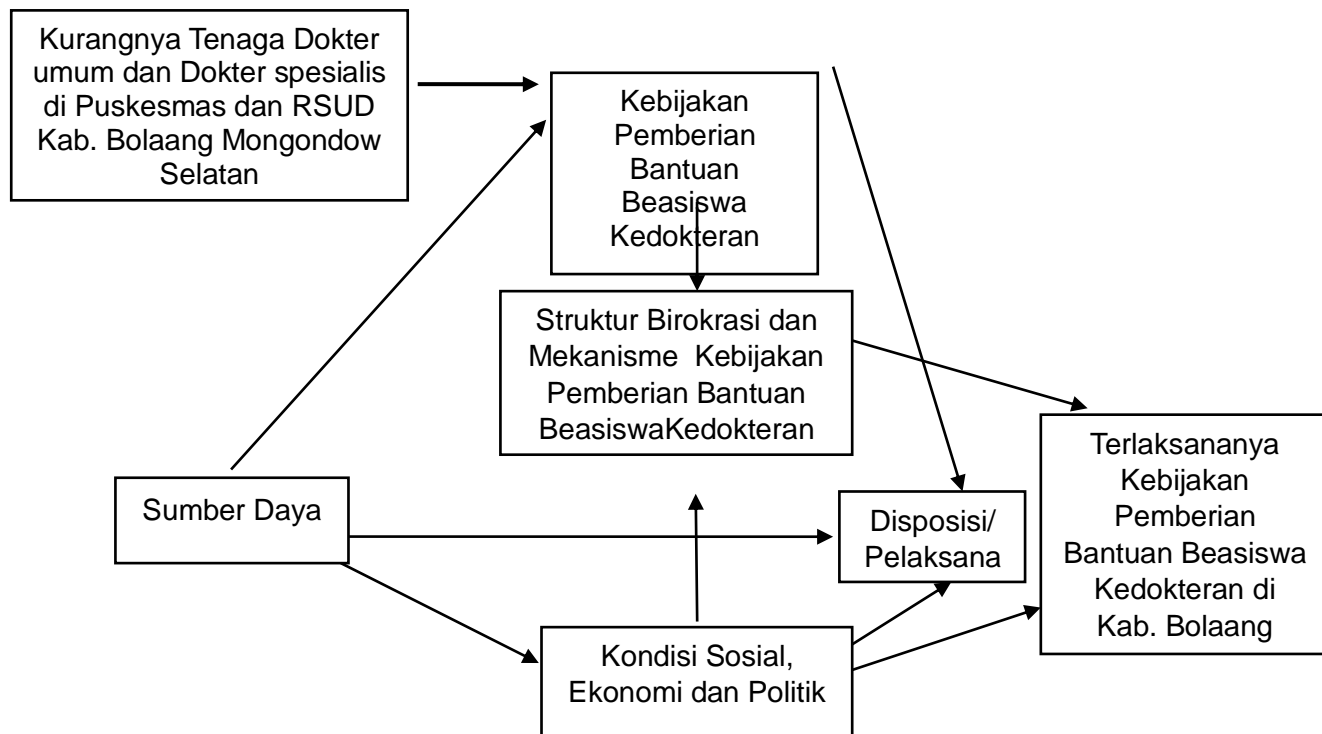 Kurangnya Tenaga Dokter
umum dan Dokter spesialis
di Puskesmas dan RSUD
Kab. Bolaang Mongondow
Selatan
Kebijakan
Pemberian
Bantuan
Beasiswa
Kedokteran
Struktur Birokrasi dan
Mekanisme Kebijakan
Pemberian Bantuan
BeasiswaKedokteran
Sumber Daya
Disposisi/
Pelaksana
Terlaksananya
Kebijakan
Pemberian
Bantuan Beasiswa
Kedokteran di
Kab. Bolaang
Kondisi Sosial,
Ekonomi dan Politik